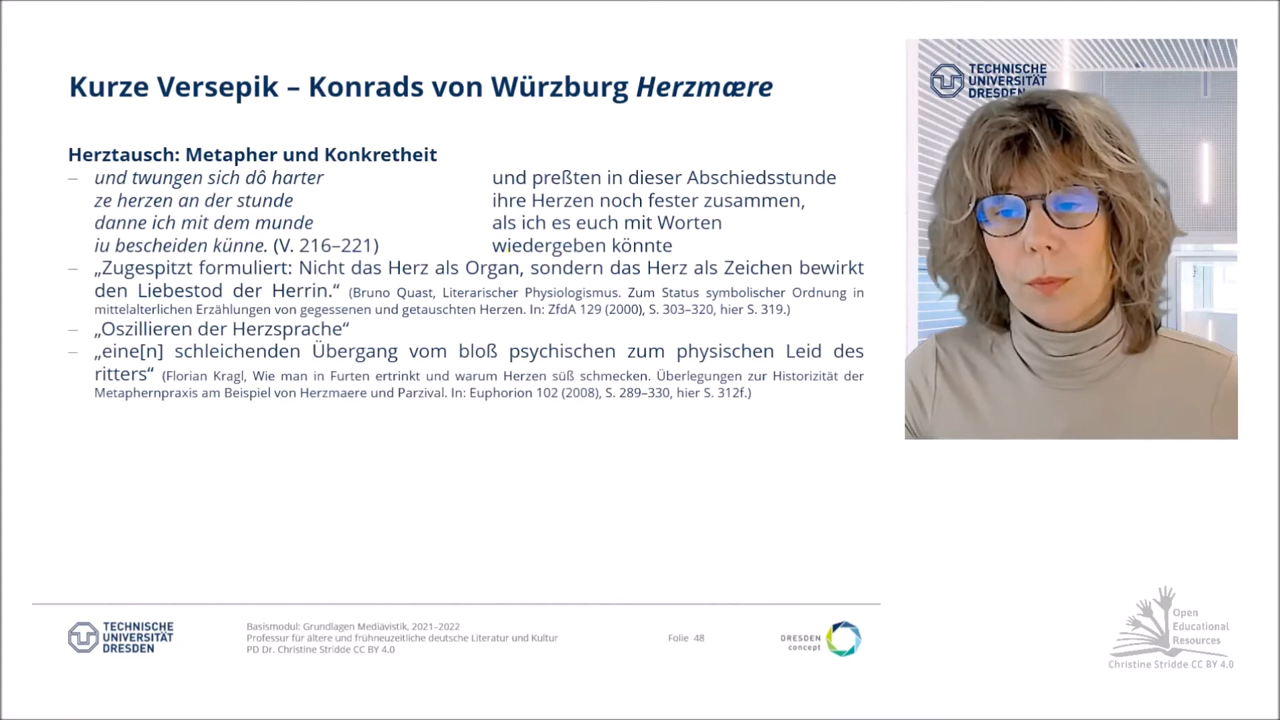 Kurze Versepik – Konrads von Würzburg Herzmære
Herztausch: Metapher und Konkretheit
– und twungen sich dô harter
ze herzen an der stunde
danne ich mit dem munde
iu bescheiden künne. (V. 216–221)
und preßten in dieser Abschiedsstunde
ihre Herzen noch fester zusammen,
als ich es euch mit Worten
wiedergeben könnte
– „Zugespitzt formuliert: Nicht das Herz als Organ, sondern das Herz als Zeichen bewirkt
den Liebestod der Herrin.“ (Bruno Quast, Literarischer Physiologismus. Zum Status symbolischer Ordnung in
mittelalterlichen Erzählungen von gegessenen und getauschten Herzen. In: ZfdA 129 (2000), S. 303–320, hier S. 319.)
– „Oszillieren der Herzsprache“
– „eine[n] schleichenden Übergang vom bloß psychischen zum physischen Leid des
ritters“ (Florian Kragl, Wie man in Furten ertrinkt und warum Herzen süß schmecken. Überlegungen zur Historizität der
Metaphernpraxis am Beispiel von Herzmaere und Parzival. In: Euphorion 102 (2008), S. 289–330, hier S. 312f.)
TECHNISCHE
UNIVERSITÄT
DRESDEN
TECHNISCHE
UNIVERSITÄT
DRESDEN
Basismodul: Grundlagen Mediävistik, 2021–2022
Professur für ältere und frühneuzeitliche deutsche Literatur und Kultur
PD Dr. Christine Stridde CC BY 4.0
Folie 48
DRESDEN
concept
Open
Educational
Resources
Christine Stridde CC BY 4.0